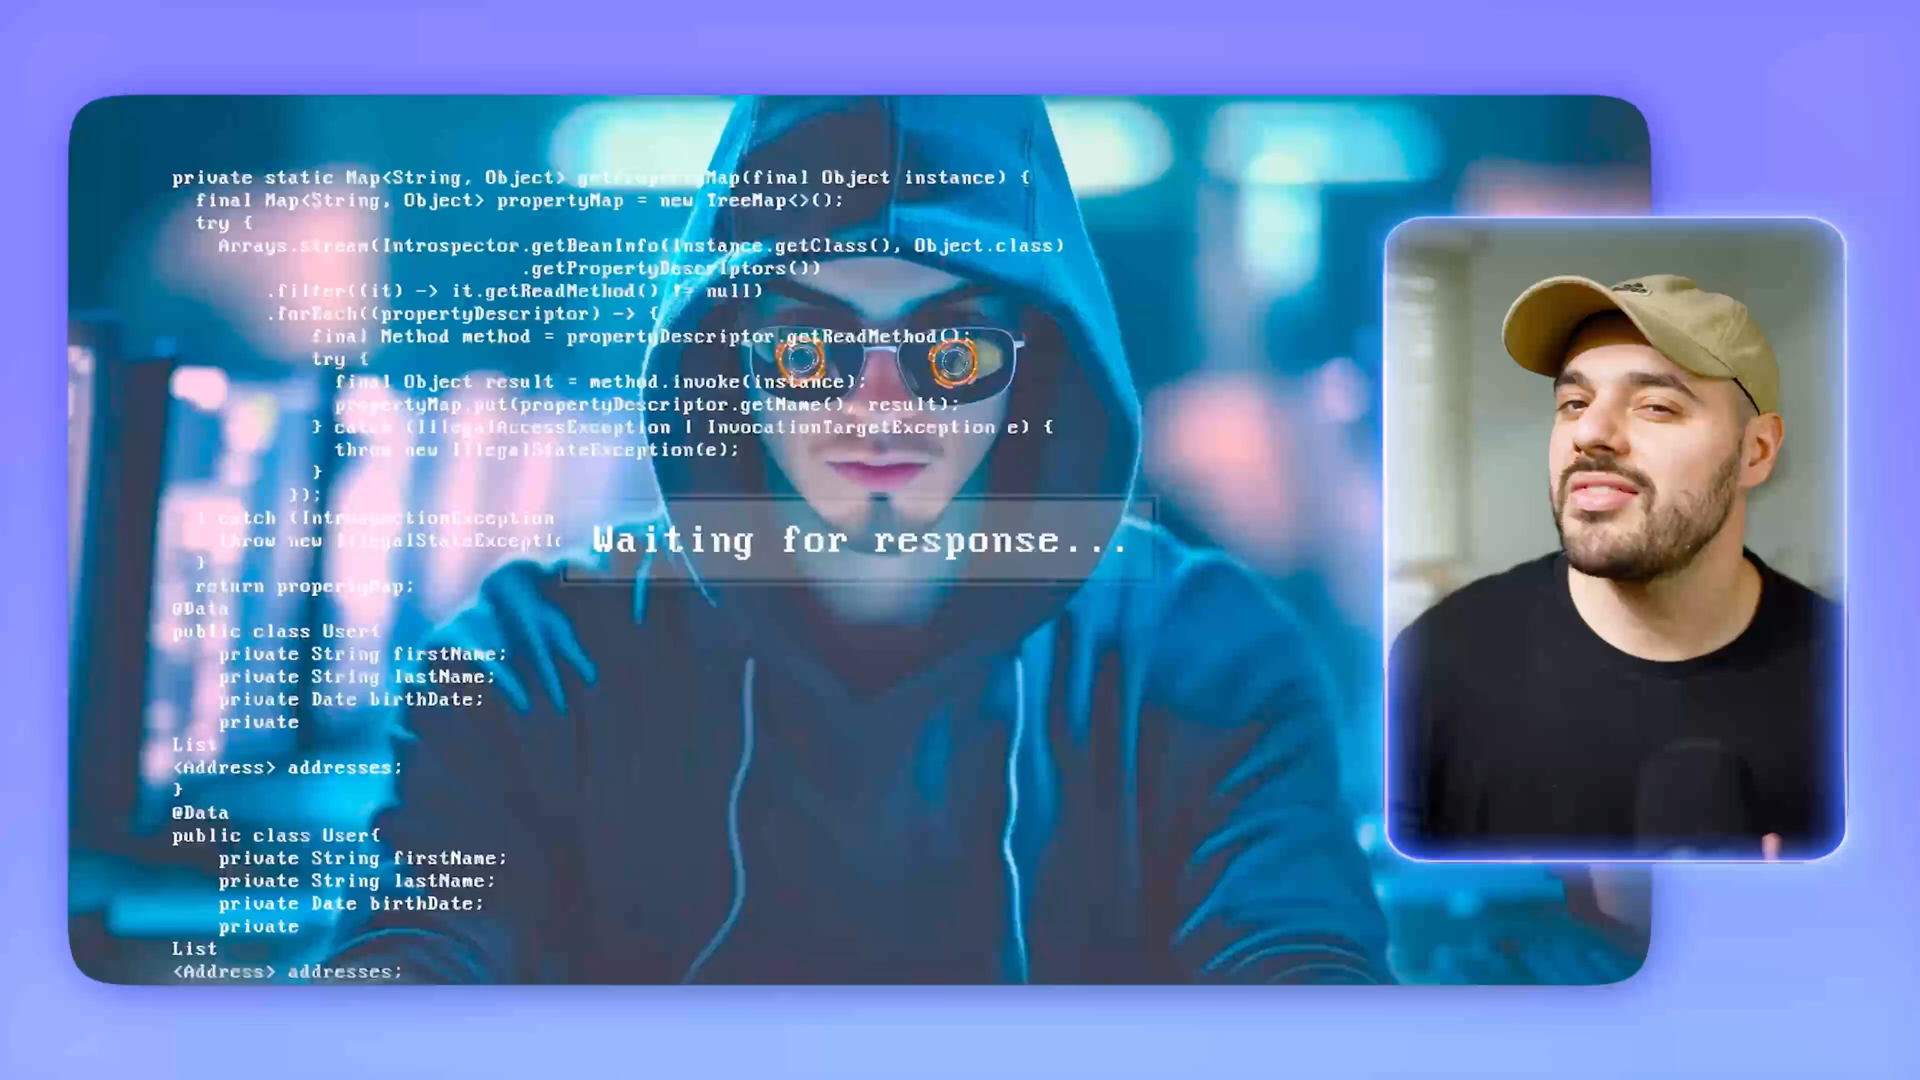 private static Map<String, Object> getPropertyMap(final Object instance) {
final Map<String, Object> propertyMap = new TreeMap<>();
try {
Arrays.stream(Introspector.getBeanInfo(instance.getClass(), Object.class)
.getPropertyDescriptors())
.filter((it) -> it.getReadMethod() != null)
.forEach((propertyDescriptor) -> {
final Method method = propertyDescriptor.getReadMethod();
try {
final Object result = method.invoke(instance);
propertyMap.put(propertyDescriptor.getName(), result);
} catch (IllegalAccessException | InvocationTargetException e) {
throw new IllegalStateException(e);
}
});
} catch (IntrospectionException
throw new IllegalStateExceptio
Waiting for response...
}
return propertyMap;
@Data
public class User{
private String firstName;
private String lastName;
private Date birthDate;
private
List
<Address> addresses;
}
@Data
public class User{
private String firstName;
private String lastName;
private Date birthDate;
private
List
<Address> addresses;